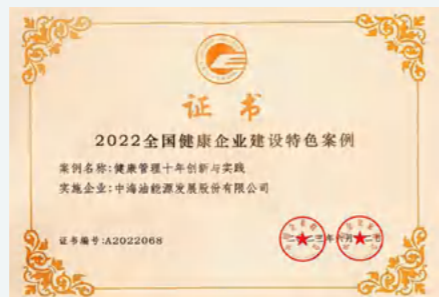 证书
2022全国健康企业建设特色案例
案例名称:健康管理十年创新与实践
实施企业:中海油能源发展股份有限公司
证书编号:A2022068